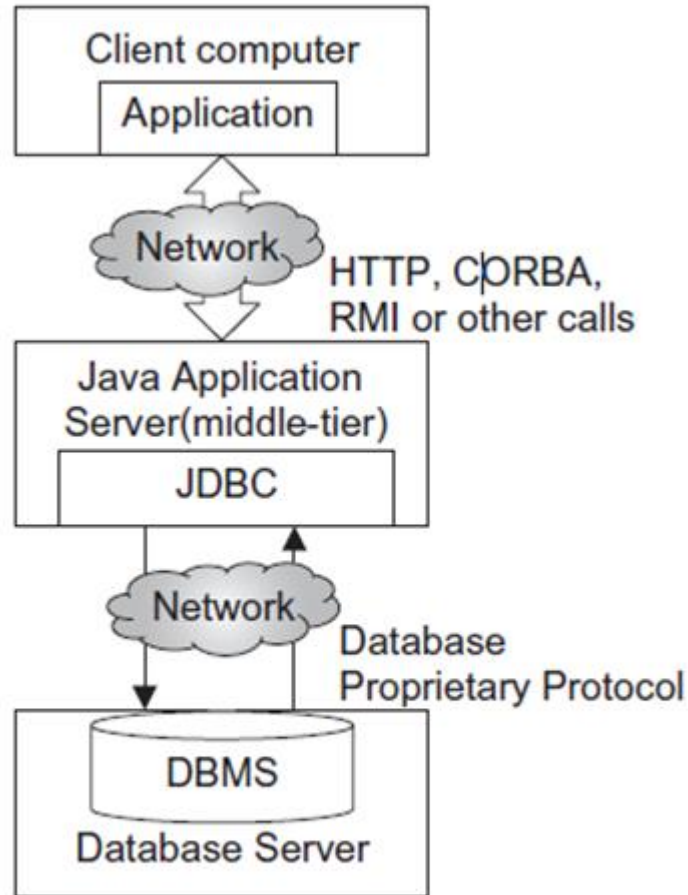 Client computer
Application
Network
HTTP, CORBA,
RMI or other calls
Java Application
Server(middle-tier)
JDBC
Network
Database
Proprietary Protocol
DBMS
Database Server